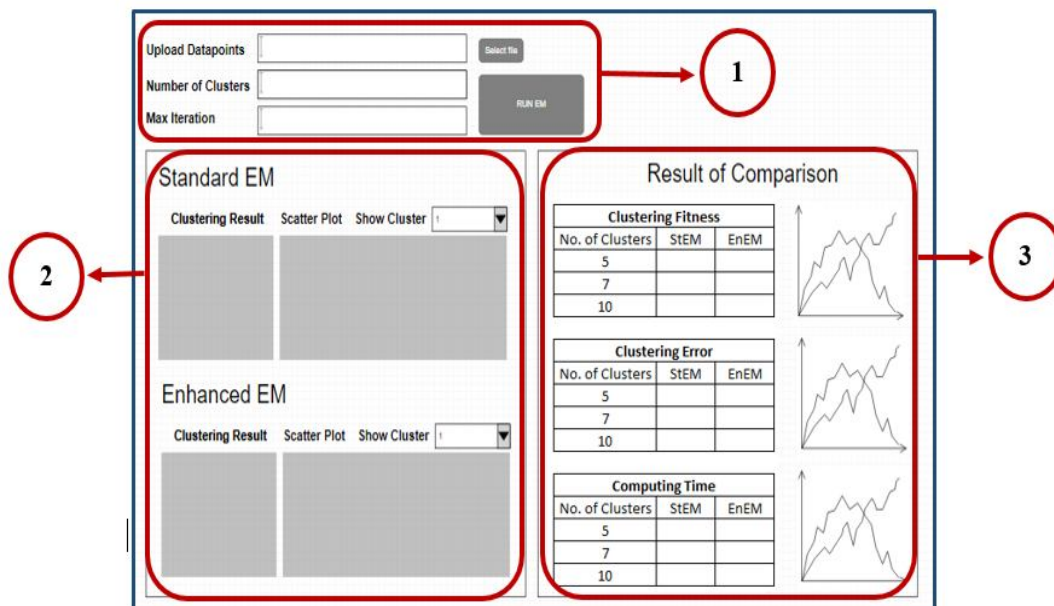 Upload Datapoints
Select file
Number of Clusters
RUN EM
Max Iteration
1
Standard EM
Clustering Result Scatter Plot Show Cluster 1
2
Enhanced EM
Clustering Result Scatter Plot Show Cluster 1
Result of Comparison
Clustering Fitness
No. of Clusters StEM EnEM
5
7
10
Clustering Error
No. of Clusters StEM EnEM
5
7
10
Computing Time
No. of Clusters StEM EnEM
5
7
10
3